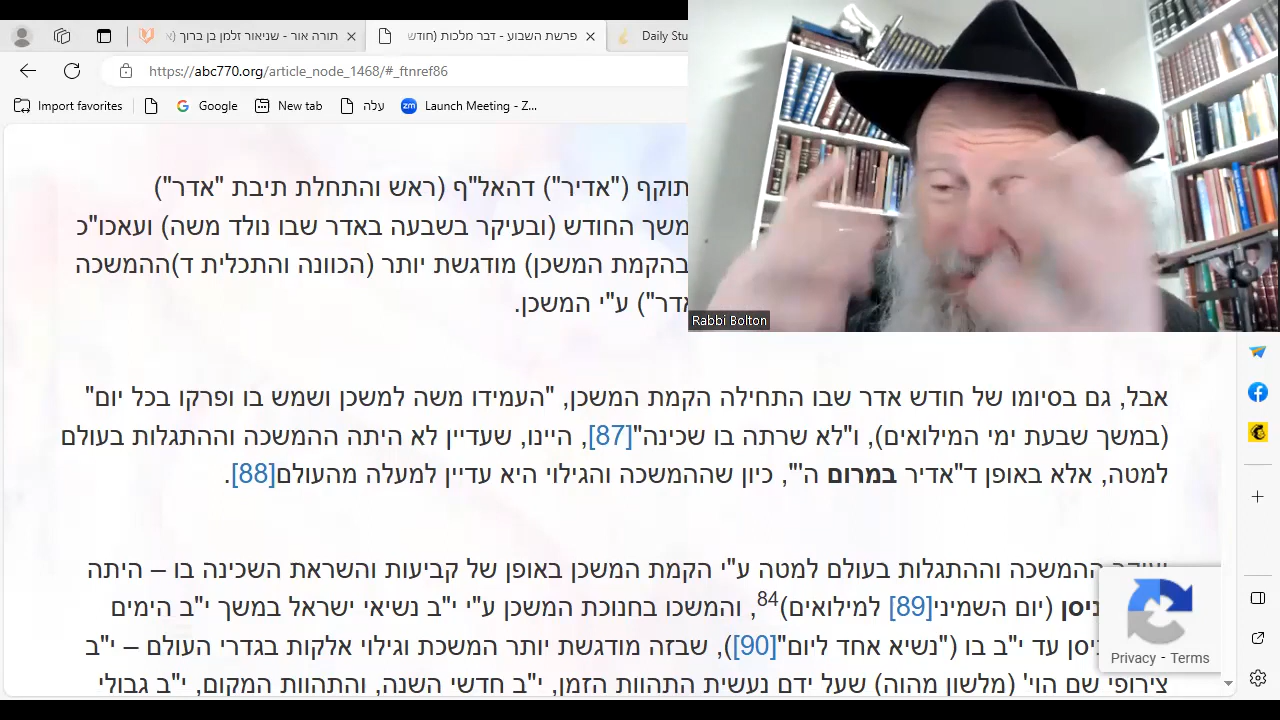 תורה אור - שניאור זלמן בן ברוך (א
פרשת השבוע - דבר מלכות (חודש
Daily Stu
https://abc770.org/article_node_1468/#_ftnref86
Import favorites
Google
New tab
עלה
Launch Meeting - Z...
תוקף ("אדיר") דהאל"ף (ראש והתחלת תיבת "אדר")
משך החודש (ובעיקר בשבעה באדר שבו נולד משה) ועאכו"כ
בהקמת המשכן) מודגשת יותר (הכוונה והתכלית ד)ההמשכה
אדר") ע"י המשכן.
Rabbi Bolton
אבל, גם בסיומו של חודש אדר שבו התחילה הקמת המשכן, "העמידו משה למשכן ושמש בו ופרקו בכל יום"
(במשך שבעת ימי המילואים), ו"לא שרתה בו שכינה"[87], היינו, שעדיין לא היתה ההמשכה וההתגלות בעולם
למטה, אלא באופן ד"אדיר במרום ה'", כיון שההמשכה והגילוי היא עדיין למעלה מהעולם[88].
ההמשכה וההתגלות בעולם למטה ע"י הקמת המשכן באופן של קביעות והשראת השכינה בו – היתה
ניסן (יום השמיני[89] למילואים)84, והמשכו בחנוכת המשכן ע"י י"ב נשיאי ישראל במשך י"ב הימים
עד י"ב בו ("נשיא אחד ליום"[90]), שבזה מודגשת יותר המשכת וגילוי אלקות בגדרי העולם – י"ב
צירופי שם הוי' (מלשון מהוה) שעל ידם נעשית התהוות הזמן, י"ב חדשי השנה, והתהוות המקום, י"ב גבולי
Privacy - Terms